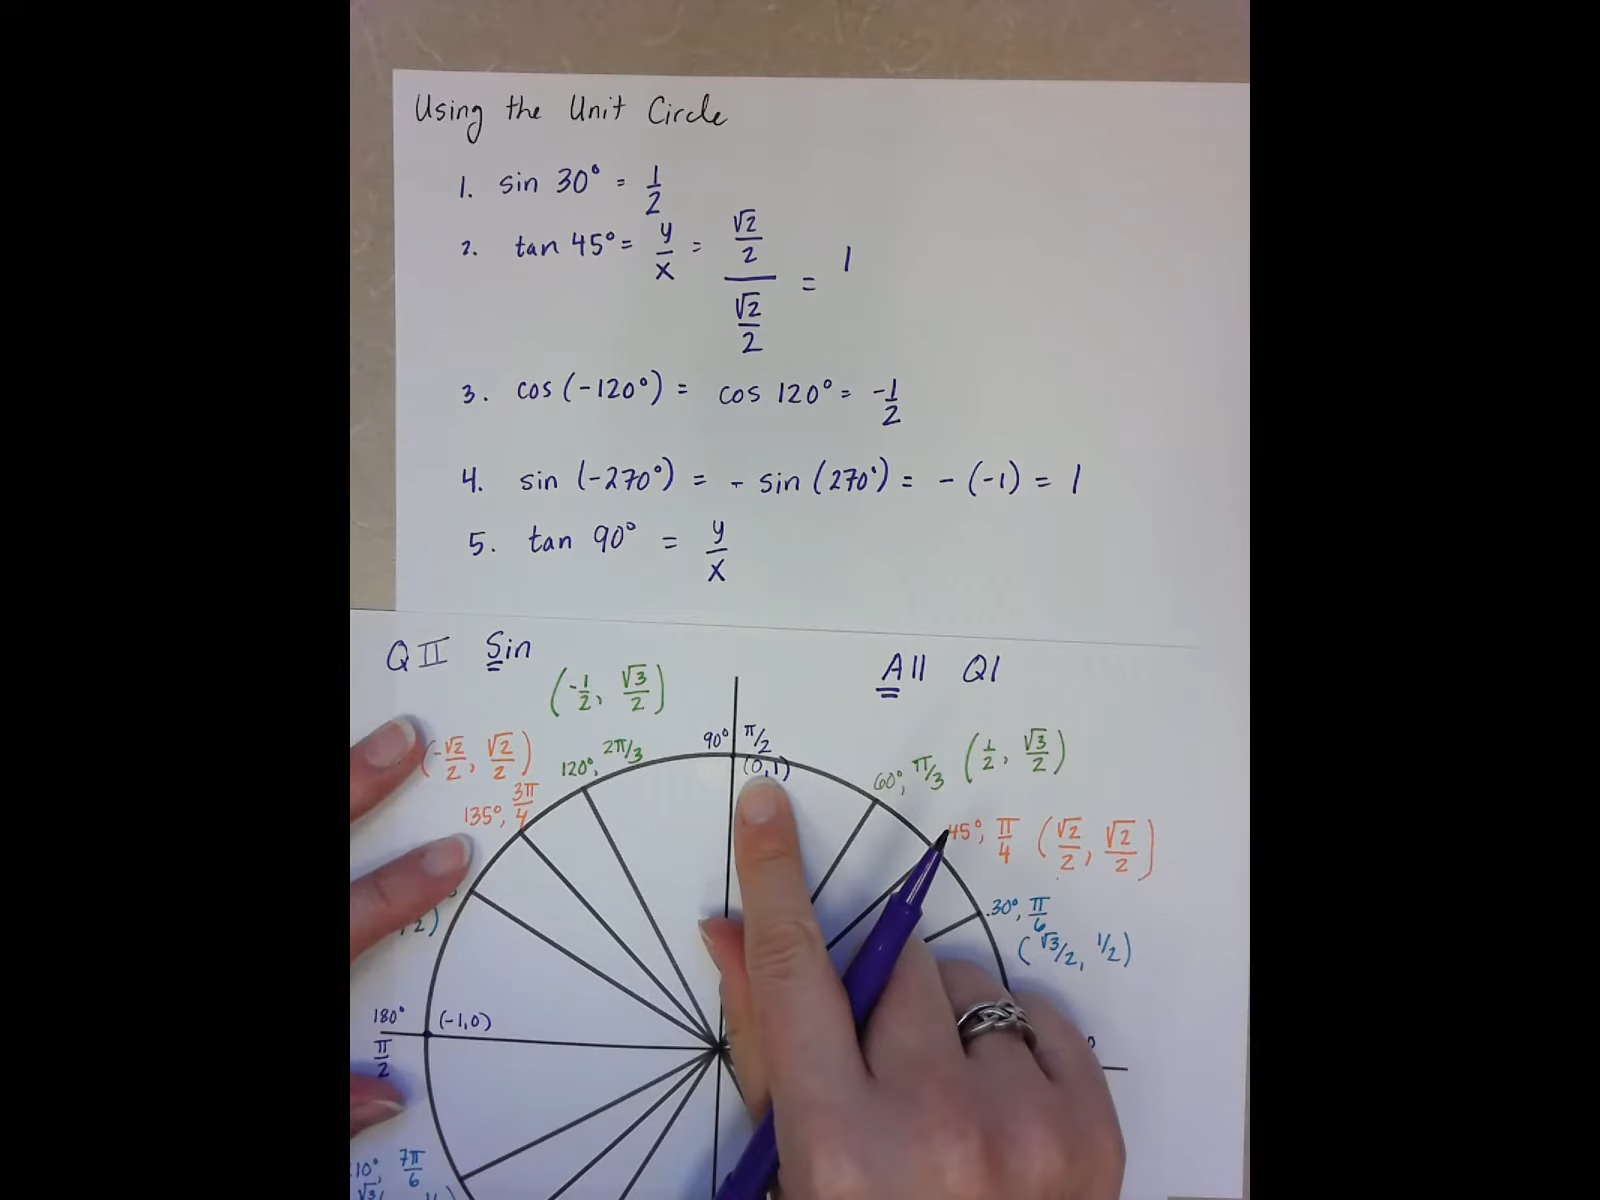 Using the Unit Circle
1. sin 30° = 1/2
2. tan 45° = y/x = (√2/2)/(√2/2) = 1
3. cos (-120°) = cos 120° = -1/2
4. sin (-270°) = - sin (270°) = - (-1) = 1
5. tan 90° = y/x
QII Sin
All QI
(-1/2, √3/2)
90° π/2
(0,1)
(-√2/2, √2/2)
120°, 2π/3
60°, π/3 (1/2, √3/2)
135°, 3π/4
45°, π/4 (√2/2, √2/2)
30°, π/6
(√3/2, 1/2)
180° (-1,0)
π/2
10°, 7π/6